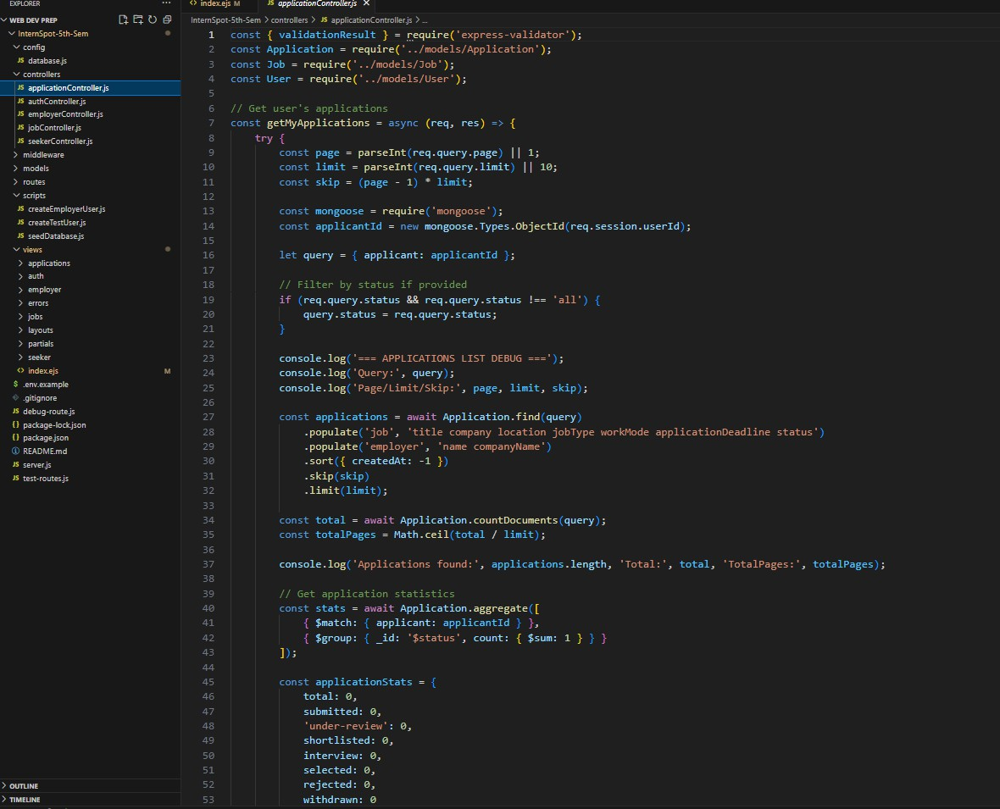 EXPLORER
···
WEB DEV PREP
InternSpot-5th-Sem
config
JS database.js
controllers
JS applicationController.js
JS authController.js
JS employerController.js
JS jobController.js
JS seekerController.js
middleware
models
routes
scripts
JS createEmployerUser.js
JS createTestUser.js
JS seedDatabase.js
views
applications
auth
employer
errors
jobs
layouts
partials
seeker
<> index.ejs M
$ .env.example
.gitignore
JS debug-route.js
{} package-lock.json
{} package.json
README.md
JS server.js
JS test-routes.js
OUTLINE
TIMELINE
<> index.ejs M
JS applicationController.js ×
InternSpot-5th-Sem > controllers > JS applicationController.js > ...
1 const { validationResult } = require('express-validator');
2 const Application = require('../models/Application');
3 const Job = require('../models/Job');
4 const User = require('../models/User');
5
6 // Get user's applications
7 const getMyApplications = async (req, res) => {
8 try {
9 const page = parseInt(req.query.page) || 1;
10 const limit = parseInt(req.query.limit) || 10;
11 const skip = (page - 1) * limit;
12
13 const mongoose = require('mongoose');
14 const applicantId = new mongoose.Types.ObjectId(req.session.userId);
15
16 let query = { applicant: applicantId };
17
18 // Filter by status if provided
19 if (req.query.status && req.query.status !== 'all') {
20 query.status = req.query.status;
21 }
22
23 console.log('=== APPLICATIONS LIST DEBUG ===');
24 console.log('Query:', query);
25 console.log('Page/Limit/Skip:', page, limit, skip);
26
27 const applications = await Application.find(query)
28 .populate('job', 'title company location jobType workMode applicationDeadline status')
29 .populate('employer', 'name companyName')
30 .sort({ createdAt: -1 })
31 .skip(skip)
32 .limit(limit);
33
34 const total = await Application.countDocuments(query);
35 const totalPages = Math.ceil(total / limit);
36
37 console.log('Applications found:', applications.length, 'Total:', total, 'TotalPages:', totalPages);
38
39 // Get application statistics
40 const stats = await Application.aggregate([
41 { $match: { applicant: applicantId } },
42 { $group: { _id: '$status', count: { $sum: 1 } } }
43 ]);
44
45 const applicationStats = {
46 total: 0,
47 submitted: 0,
48 'under-review': 0,
49 shortlisted: 0,
50 interview: 0,
51 selected: 0,
52 rejected: 0,
53 withdrawn: 0